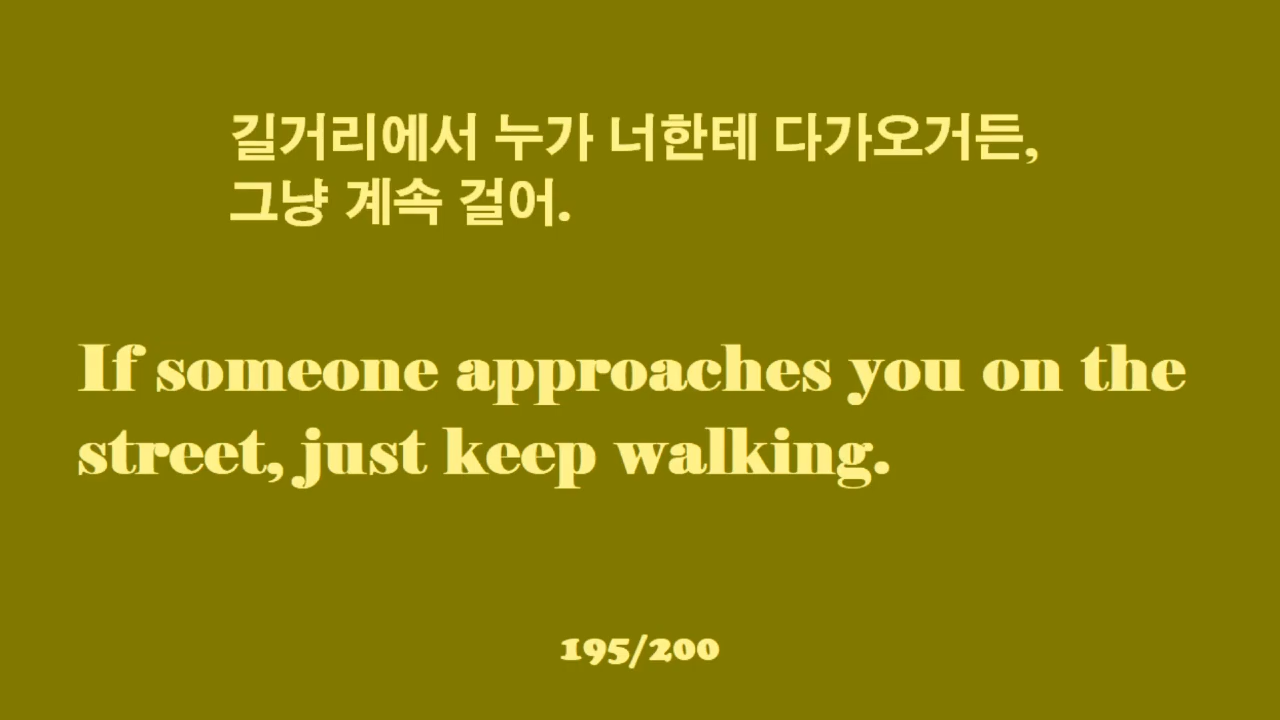 길거리에서 누가 너한테 다가오거든,
그냥 계속 걸어.
If someone approaches you on the
street, just keep walking.
195/200